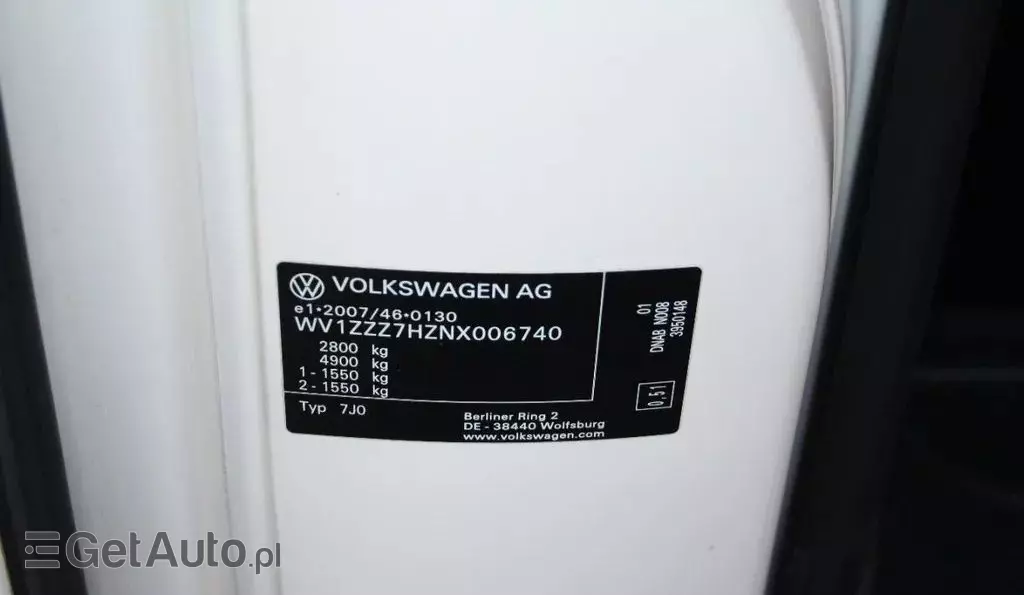 VOLKSWAGEN AG
e1*2007/46*0130
WV1ZZZ7HZNX006740
2800 kg
4900 kg
1 - 1550 kg
2 - 1550 kg
Typ 7J0
Berliner Ring 2
DE - 38440 Wolfsburg
www.volkswagen.com
01
DNAB N008
3950148
0,51
GetAuto.pl